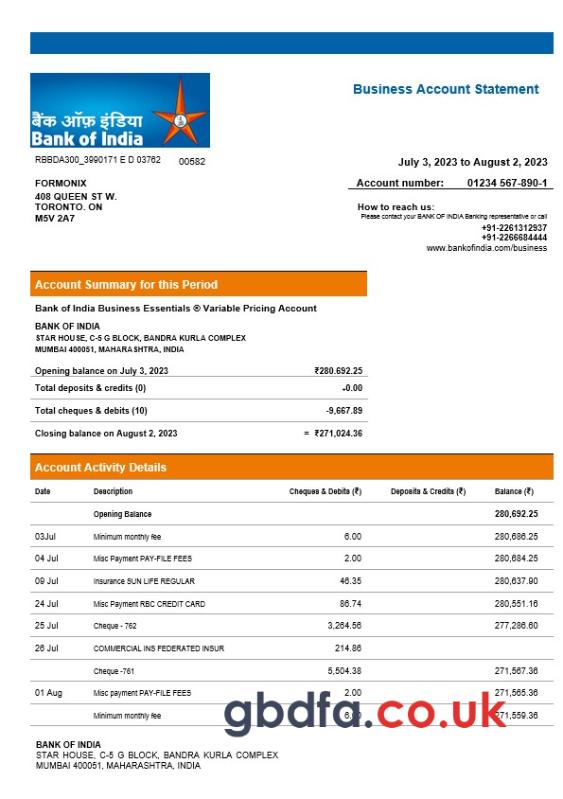 बैंक ऑफ़ इंडिया
Bank of India
Business Account Statement
RBBDA300_3990171 E D 03762 00582
July 3, 2023 to August 2, 2023
FORMONIX
408 QUEEN ST W.
TORONTO. ON
M5V 2A7
Account number: 01234 567-890-1
How to reach us:
Please contact your BANK OF INDIA Banking representative or call
+91-2261312937
+91-2266684444
www.bankofindia.com/business
Account Summary for this Period
Bank of India Business Essentials ® Variable Pricing Account
BANK OF INDIA
STAR HOUSE, C-5 G BLOCK, BANDRA KURLA COMPLEX
MUMBAI 400051, MAHARASHTRA, INDIA
Opening balance on July 3, 2023 ₹280.692.25
Total deposits & credits (0) -0.00
Total cheques & debits (10) -9,667.89
Closing balance on August 2, 2023 = ₹271,024.36
Account Activity Details
Date Description Cheques & Debits (₹) Deposits & Credits (₹) Balance (₹)
Opening Balance 280,692.25
03Jul Minimum monthly fee 6.00 280,686.25
04 Jul Misc Payment PAY-FILE FEES 2.00 280,684.25
09 Jul Insurance SUN LIFE REGULAR 46.35 280,637.90
24 Jul Misc Payment RBC CREDIT CARD 86.74 280,551.16
25 Jul Cheque - 762 3,264.56 277,286.60
26 Jul COMMERCIAL INS FEDERATED INSUR 214.86
Cheque -761 5,504.38 271,567.36
01 Aug Misc payment PAY-FILE FEES 2.00 271,565.36
Minimum monthly fee 6.00 271,559.36
gbdfa.co.uk
BANK OF INDIA
STAR HOUSE, C-5 G BLOCK, BANDRA KURLA COMPLEX
MUMBAI 400051, MAHARASHTRA, INDIA